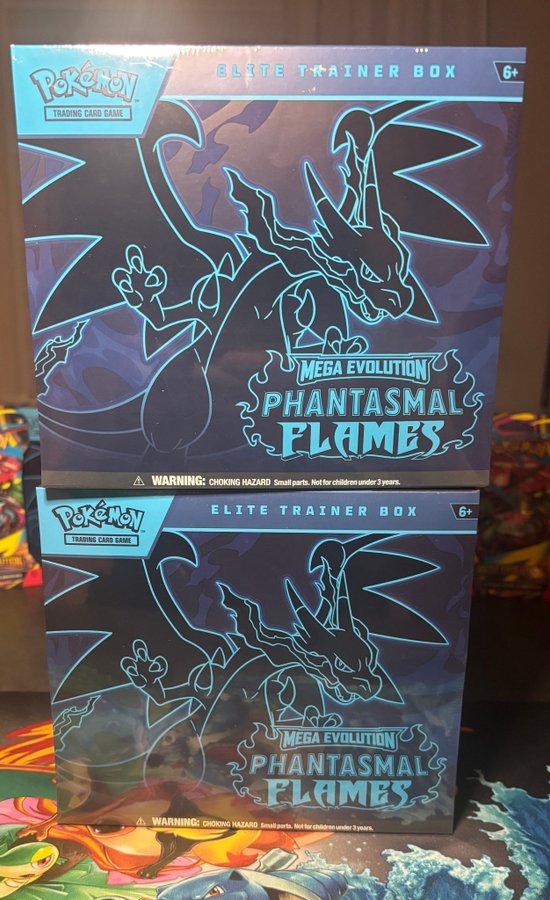 POKéMON
TRADING CARD GAME
ELITE TRAINER BOX
6+
MEGA EVOLUTION
PHANTASMAL
FLAMES
WARNING: CHOKING HAZARD Small parts. Not for children under 3 years.
POKéMON
TRADING CARD GAME
ELITE TRAINER BOX
6+
MEGA EVOLUTION
PHANTASMAL
FLAMES
WARNING: CHOKING HAZARD Small parts. Not for children under 3 years.